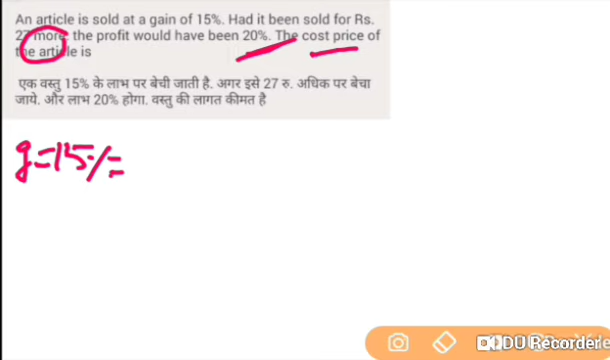 An article is sold at a gain of 15%. Had it been sold for Rs.
27 more, the profit would have been 20%. The cost price of
the article is
एक वस्तु 15% के लाभ पर बेची जाती है. अगर इसे 27 रु. अधिक पर बेचा
जाये. और लाभ 20% होगा. वस्तु की लागत कीमत है
g=15%=
DU Recorder